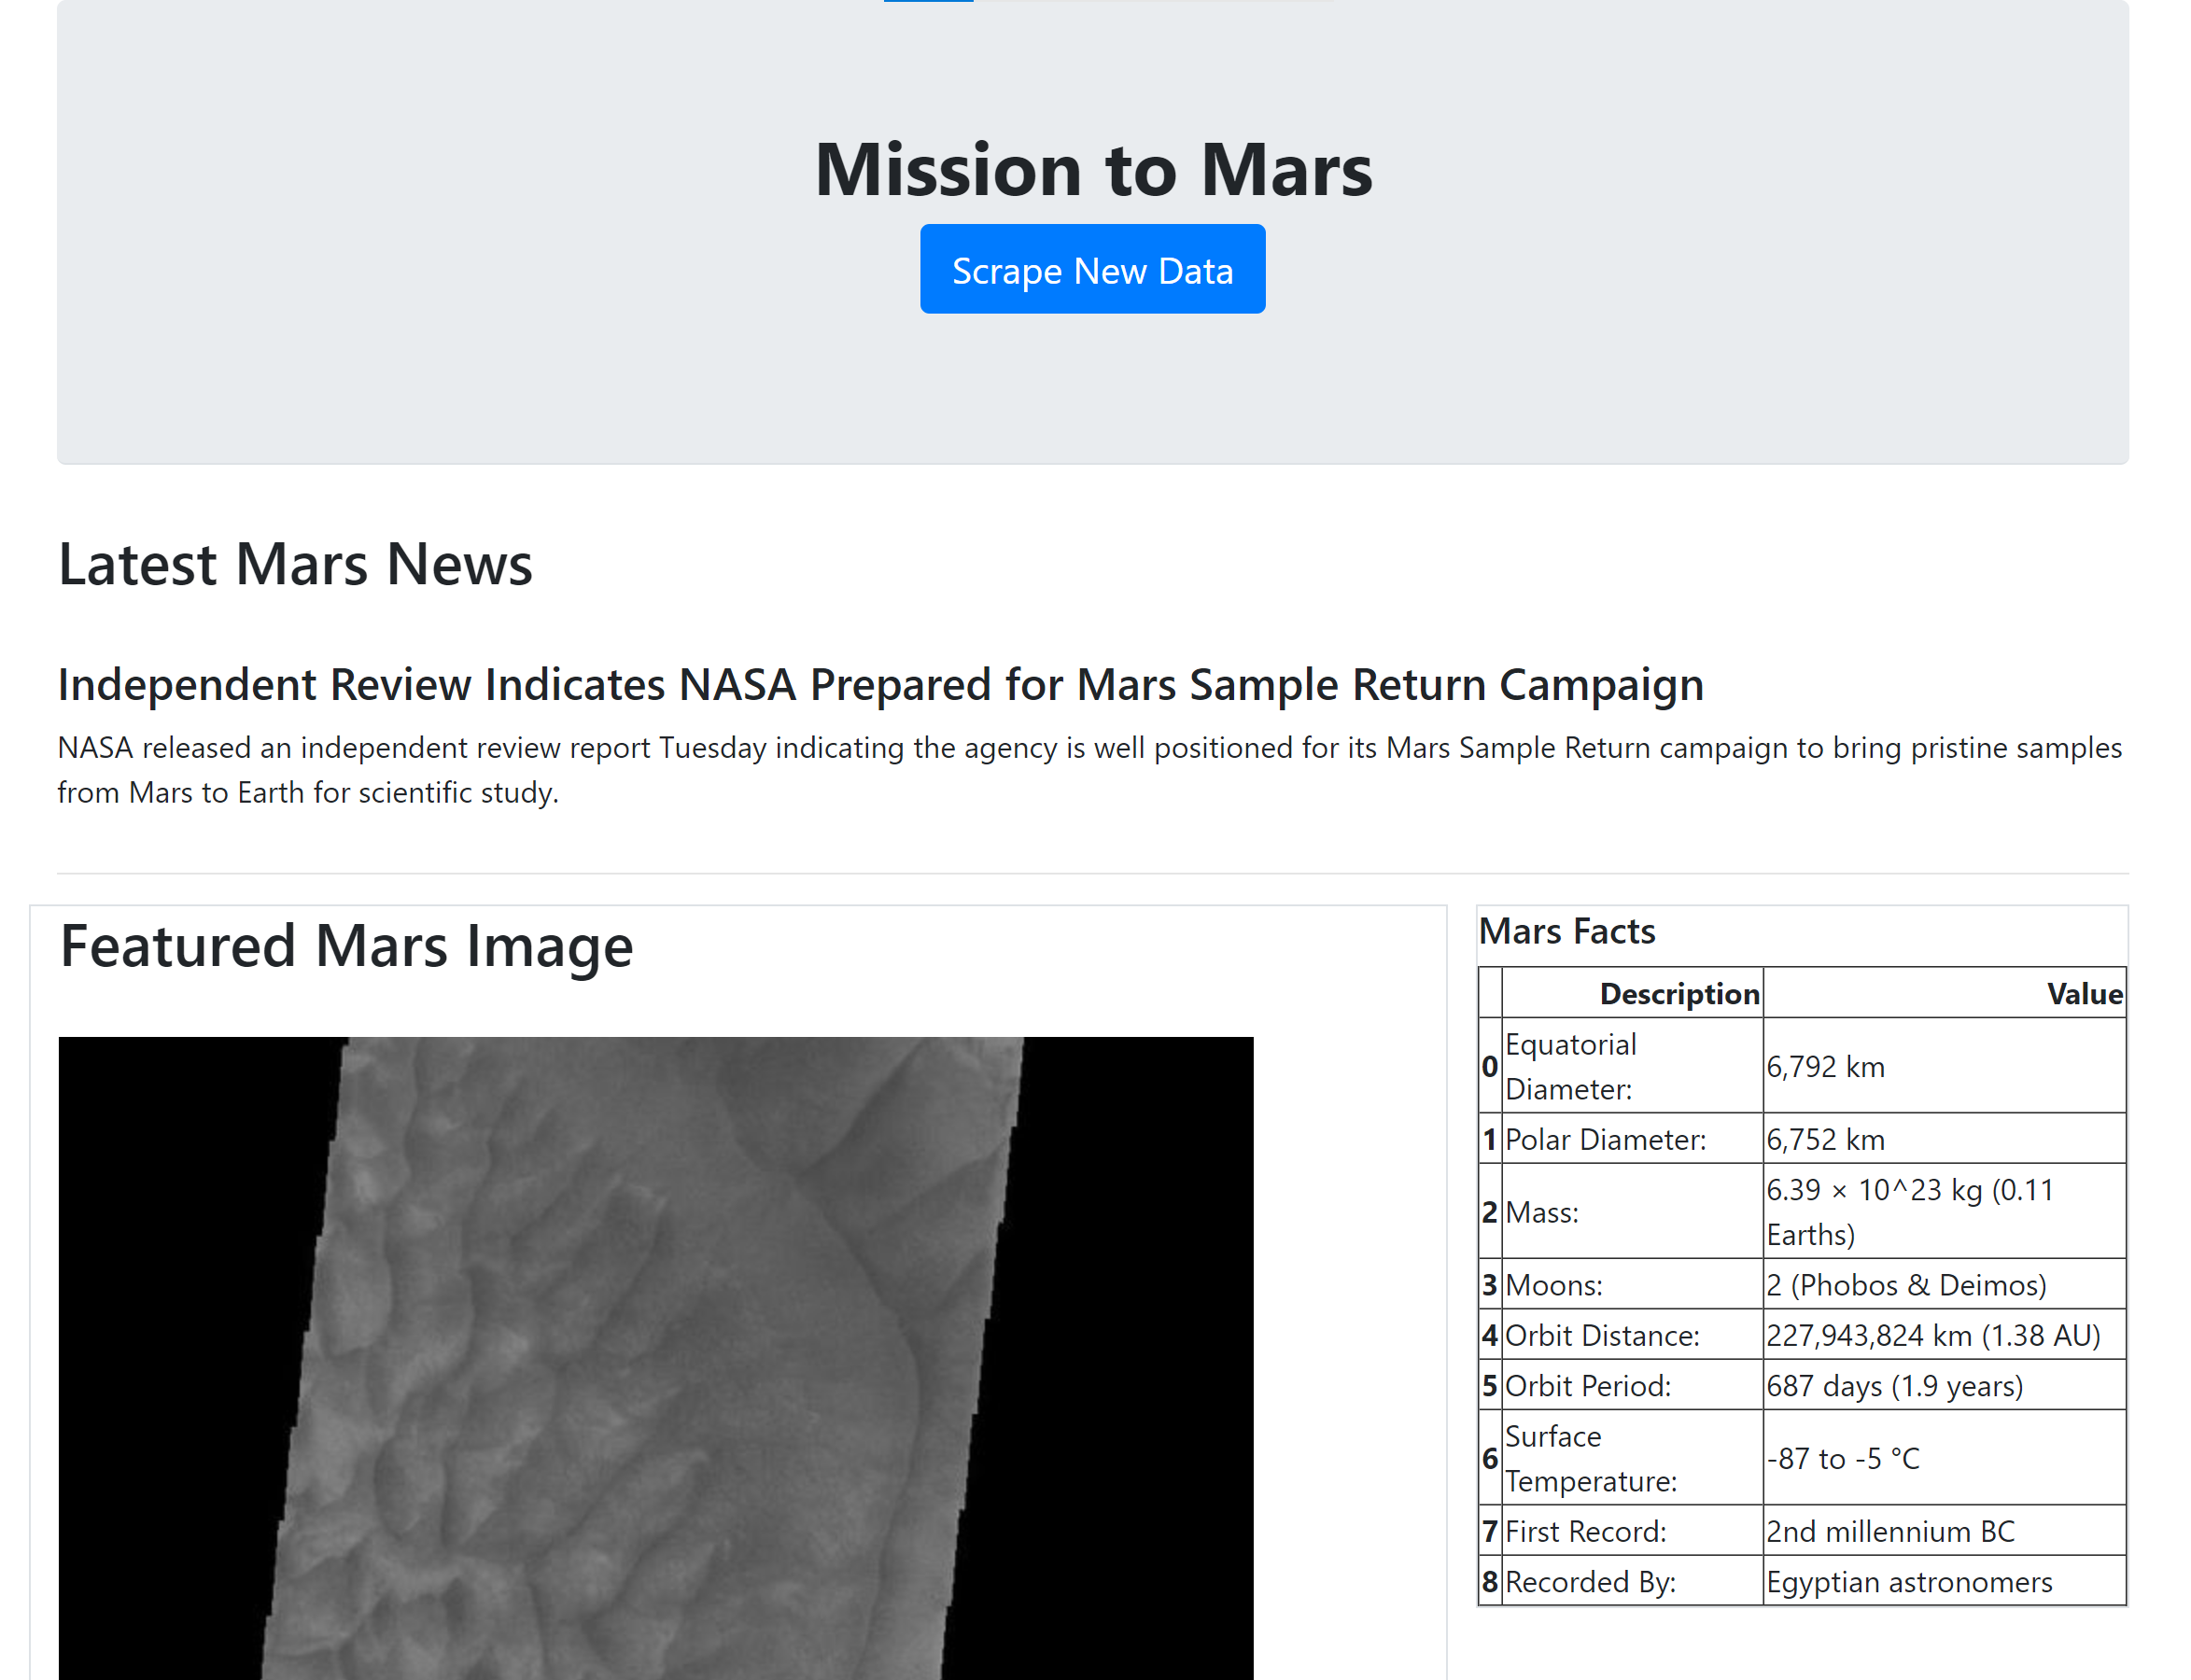 Mission to Mars
Scrape New Data
Latest Mars News
Independent Review Indicates NASA Prepared for Mars Sample Return Campaign
NASA released an independent review report Tuesday indicating the agency is well positioned for its Mars Sample Return campaign to bring pristine samples
from Mars to Earth for scientific study.
Featured Mars Image
Mars Facts
Description Value
0 Equatorial Diameter: 6,792 km
1 Polar Diameter: 6,752 km
2 Mass: 6.39 × 10^23 kg (0.11 Earths)
3 Moons: 2 (Phobos & Deimos)
4 Orbit Distance: 227,943,824 km (1.38 AU)
5 Orbit Period: 687 days (1.9 years)
6 Surface Temperature: -87 to -5 °C
7 First Record: 2nd millennium BC
8 Recorded By: Egyptian astronomers